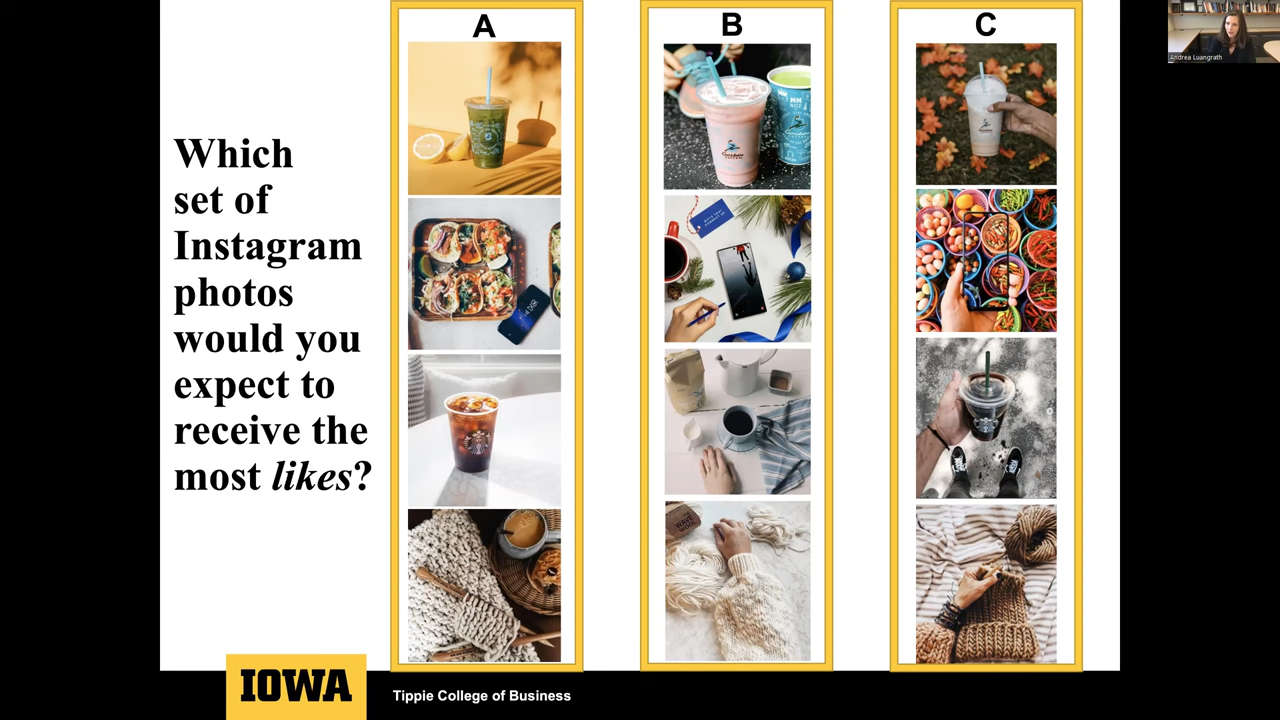 A
B
C
Which
set of
Instagram
photos
would you
expect to
receive the
most likes?
Andrea Luangrath
IOWA
Tippie College of Business